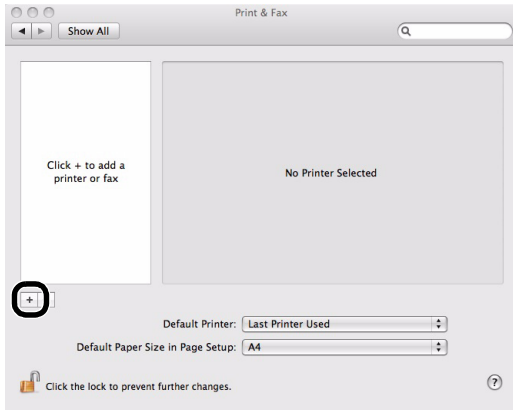 Print & Fax
Show All
Click + to add a
printer or fax
No Printer Selected
+
Default Printer: Last Printer Used
Default Paper Size in Page Setup: A4
Click the lock to prevent further changes.
?